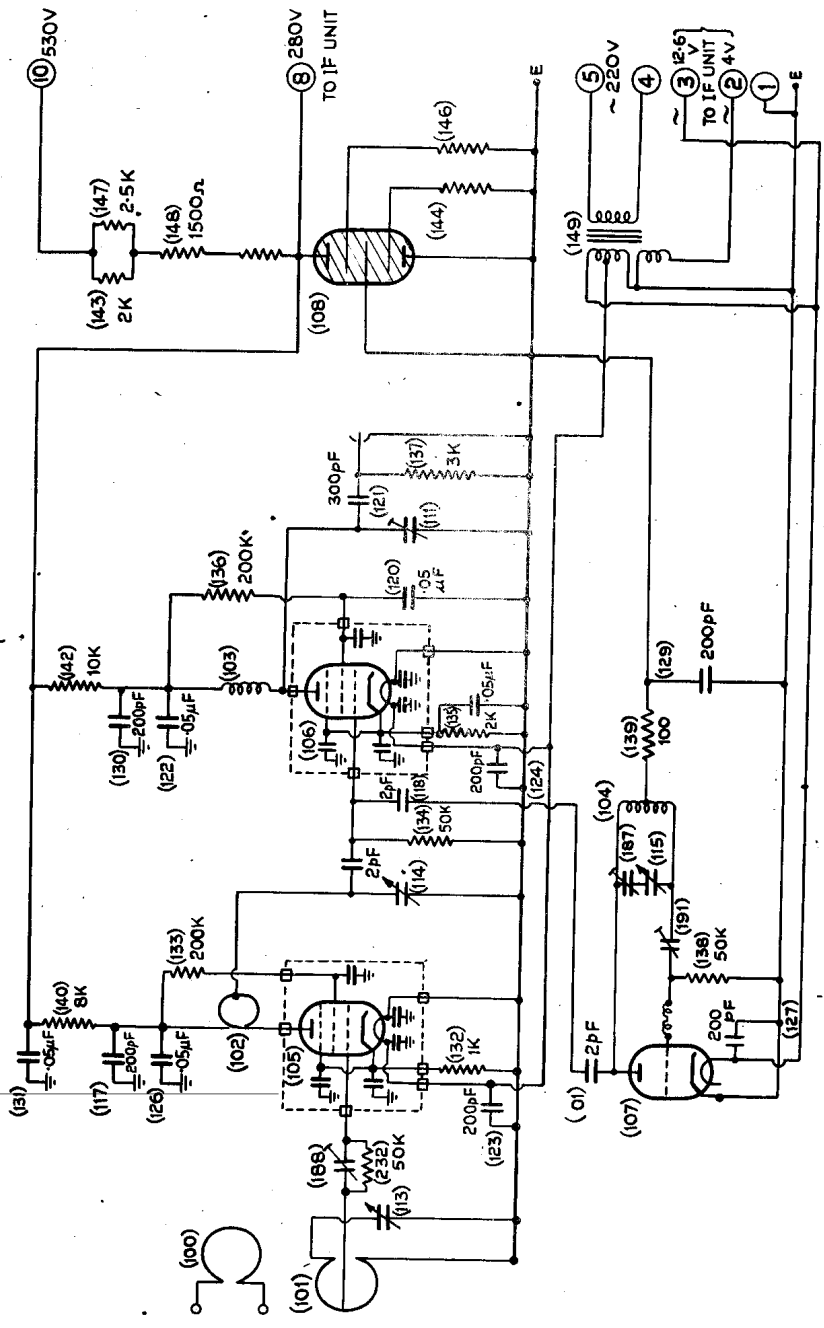 (10) 530V
(8) 280V
TO IF UNIT
(147)
2·5K
(143)
2K
(148)
1500Ω
(108)
(146)
(144)
E
(5)
~ 220V
(4)
~ (3) 12·6 V
TO IF UNIT
~ (2) 4V
(1)
E
(149)
300pF
(121)
(137)
3K
(111)
(136)
200K
(120)
·05
μF
(142)
10K
(130)
200pF
(122)
·05μF
(103)
(106)
(135)
2K
·05μF
200pF
(124)
2pF
(118)
(134)
50K
2pF
(114)
(133)
200K
(140)
8K
(131)
·05μF
(117)
200pF
(126)
·05μF
(102)
(105)
(132)
1K
200pF
(123)
(188)
(232)
50K
(113)
(100)
(101)
(129)
200pF
(139)
100
(104)
(187)
(115)
(191)
(138)
50K
200
pF
(127)
( 01)
2pF
(107)